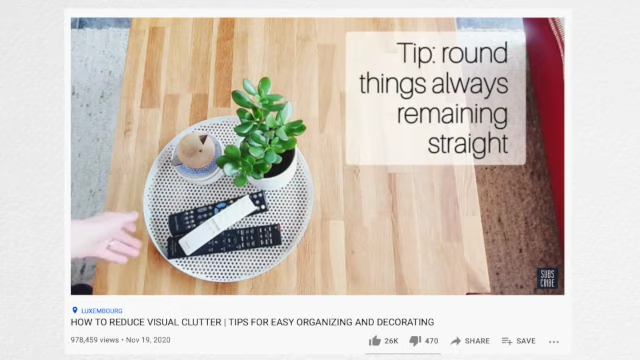 Tip: round
things always
remaining
straight
SUBS
CRIBE
LUXEMBOURG
HOW TO REDUCE VISUAL CLUTTER | TIPS FOR EASY ORGANIZING AND DECORATING
978,459 views • Nov 19, 2020
26K
470
SHARE
SAVE